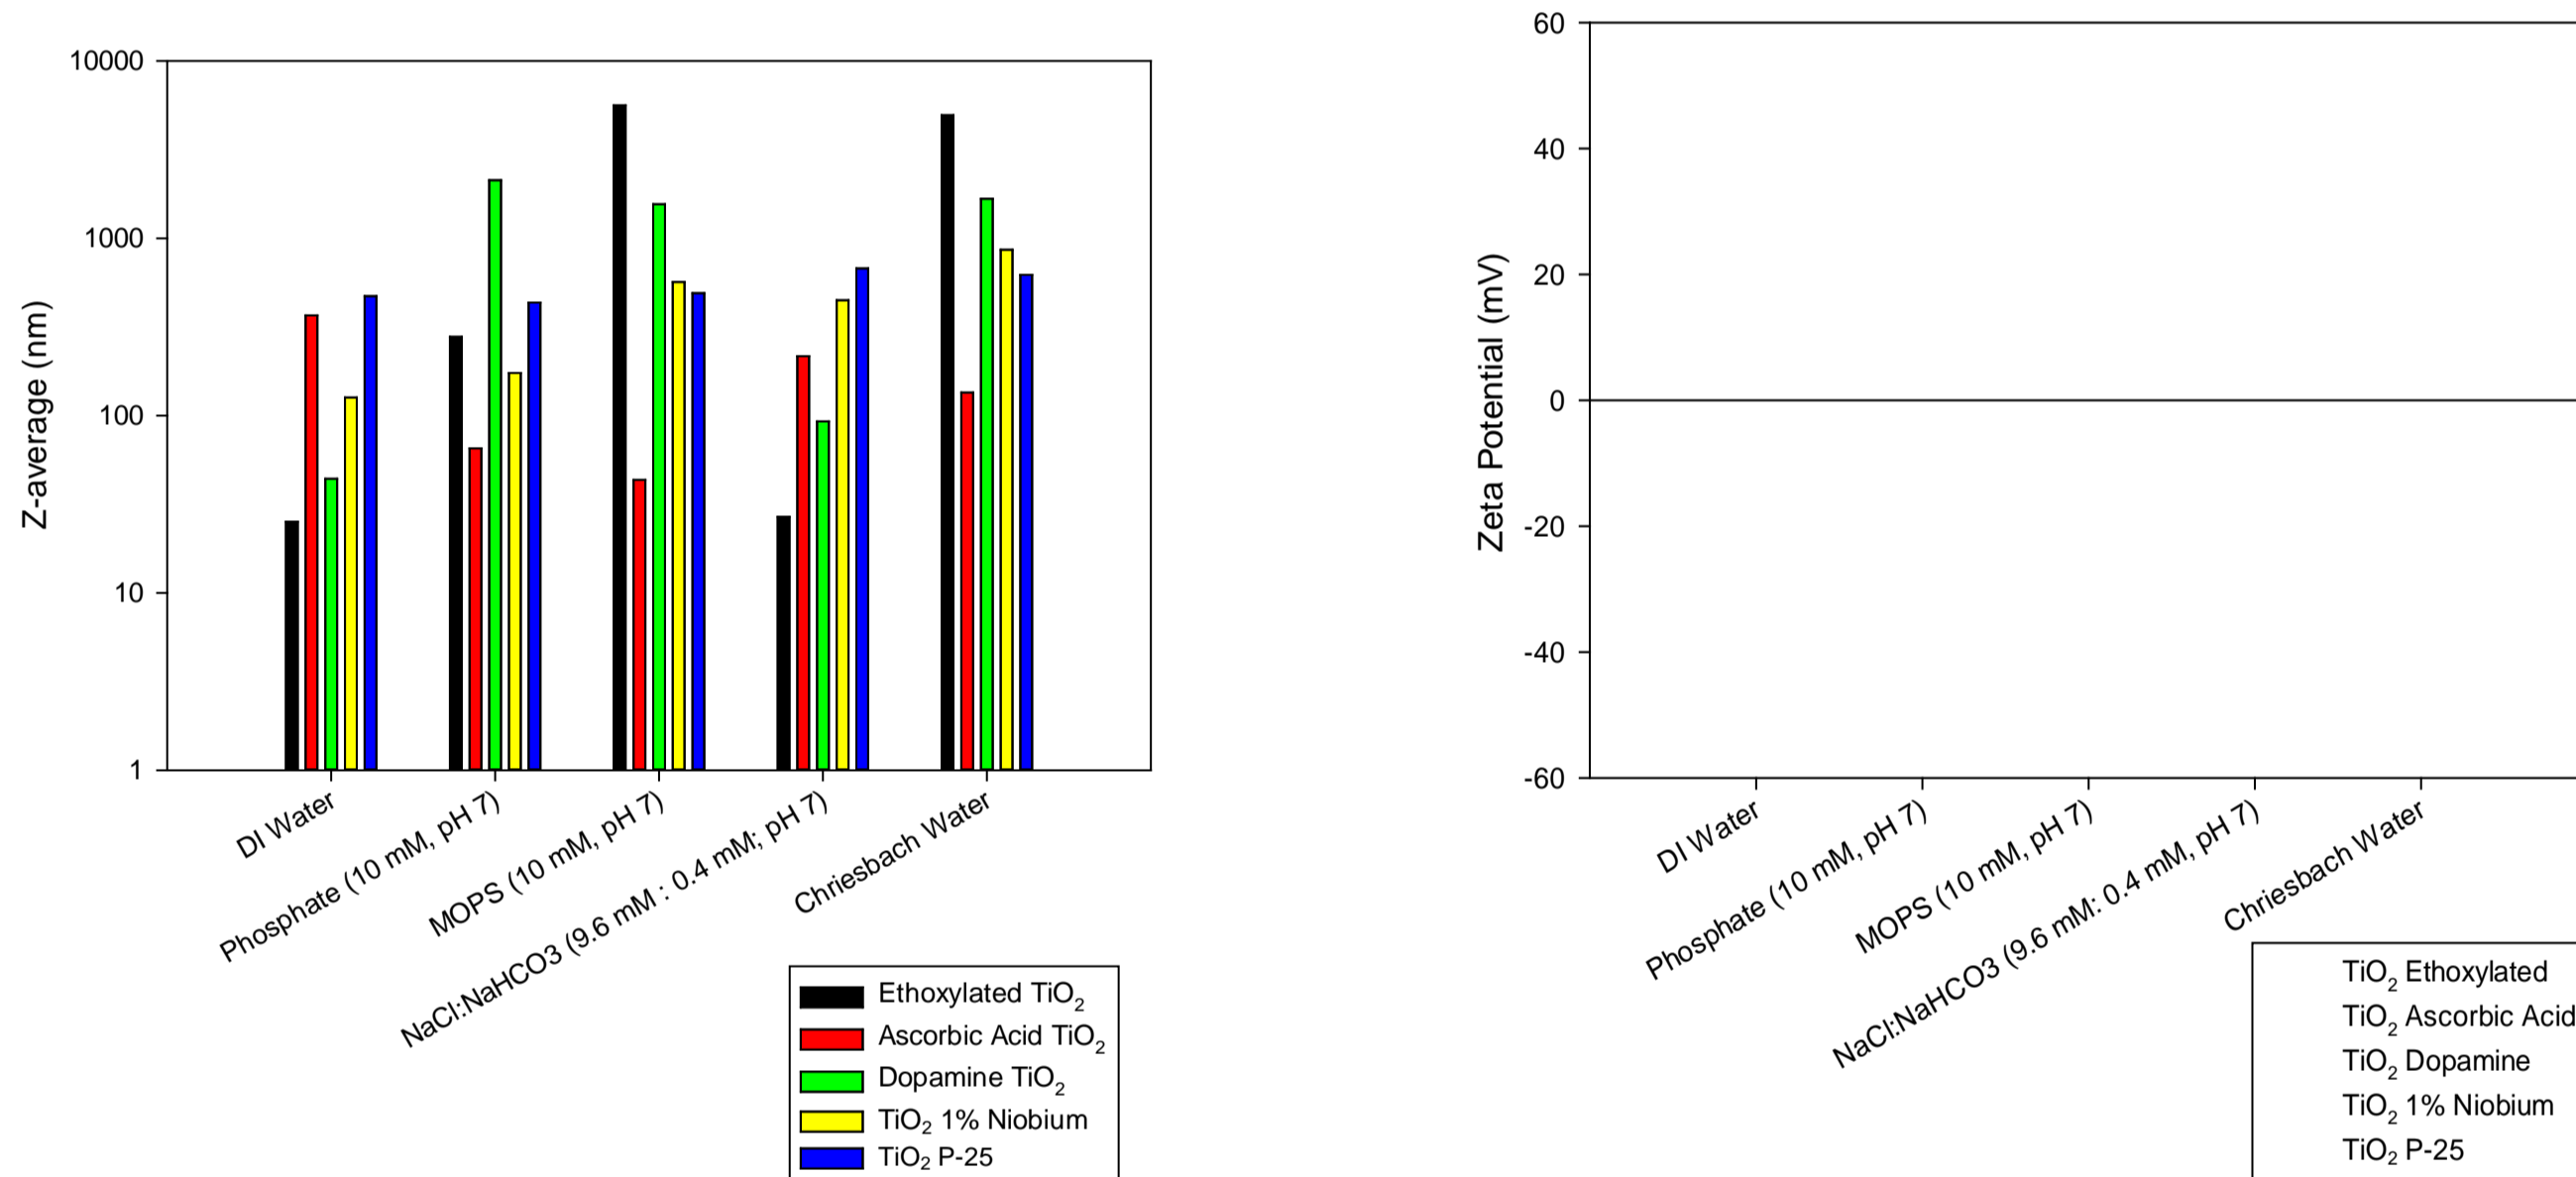 10000
1000
100
10
1
Z-average (nm)
DI Water
Phosphate (10 mM, pH 7)
MOPS (10 mM, pH 7)
NaCl:NaHCO3 (9.6 mM : 0.4 mM; pH 7)
Chriesbach Water
Ethoxylated TiO2
Ascorbic Acid TiO2
Dopamine TiO2
TiO2 1% Niobium
TiO2 P-25
60
40
20
0
-20
-40
-60
Zeta Potential (mV)
DI Water
Phosphate (10 mM, pH 7)
MOPS (10 mM, pH 7)
NaCl:NaHCO3 (9.6 mM: 0.4 mM, pH 7)
Chriesbach Water
TiO2 Ethoxylated
TiO2 Ascorbic Acid
TiO2 Dopamine
TiO2 1% Niobium
TiO2 P-25